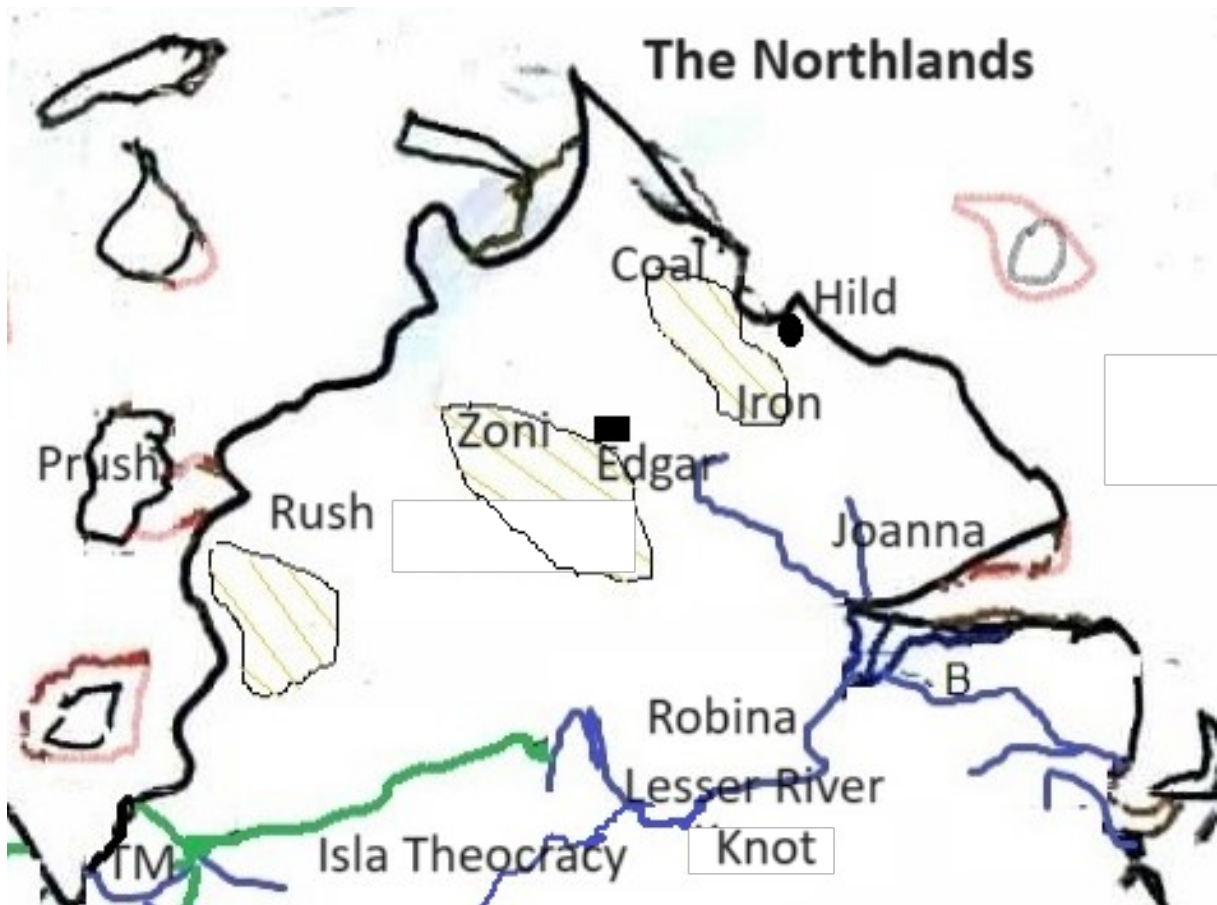 The Northlands
Coal
Hild
Iron
Zoni
Edgar
Prush
Rush
Joanna
B
Robina
Lesser River
Knot
TM
Isla Theocracy